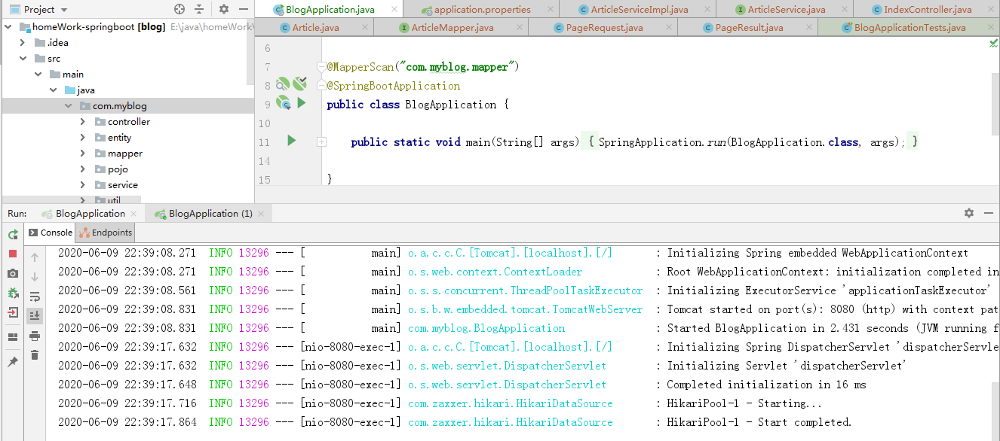 Project
BlogApplication.java
application.properties
ArticleServiceImpl.java
ArticleService.java
IndexController.java
homeWork-springboot [blog] E:\java\homeWork\
Article.java
ArticleMapper.java
PageRequest.java
PageResult.java
BlogApplicationTests.java
.idea
src
main
java
com.myblog
controller
entity
mapper
pojo
service
util
6
7 @MapperScan("com.myblog.mapper")
8 @SpringBootApplication
9 public class BlogApplication {
10
11 public static void main(String[] args) { SpringApplication.run(BlogApplication.class, args); }
14
15 }
Run: BlogApplication BlogApplication (1)
Console Endpoints
2020-06-09 22:39:08.271 INFO 13296 --- [ main] o.a.c.c.C.[Tomcat].[localhost].[/] : Initializing Spring embedded WebApplicationContext
2020-06-09 22:39:08.271 INFO 13296 --- [ main] o.s.web.context.ContextLoader : Root WebApplicationContext: initialization completed in
2020-06-09 22:39:08.561 INFO 13296 --- [ main] o.s.s.concurrent.ThreadPoolTaskExecutor : Initializing ExecutorService 'applicationTaskExecutor'
2020-06-09 22:39:08.831 INFO 13296 --- [ main] o.s.b.w.embedded.tomcat.TomcatWebServer : Tomcat started on port(s): 8080 (http) with context pat
2020-06-09 22:39:08.831 INFO 13296 --- [ main] com.myblog.BlogApplication : Started BlogApplication in 2.431 seconds (JVM running f
2020-06-09 22:39:17.632 INFO 13296 --- [nio-8080-exec-1] o.a.c.c.C.[Tomcat].[localhost].[/] : Initializing Spring DispatcherServlet 'dispatcherServle
2020-06-09 22:39:17.632 INFO 13296 --- [nio-8080-exec-1] o.s.web.servlet.DispatcherServlet : Initializing Servlet 'dispatcherServlet'
2020-06-09 22:39:17.648 INFO 13296 --- [nio-8080-exec-1] o.s.web.servlet.DispatcherServlet : Completed initialization in 16 ms
2020-06-09 22:39:17.716 INFO 13296 --- [nio-8080-exec-1] com.zaxxer.hikari.HikariDataSource : HikariPool-1 - Starting...
2020-06-09 22:39:17.864 INFO 13296 --- [nio-8080-exec-1] com.zaxxer.hikari.HikariDataSource : HikariPool-1 - Start completed.